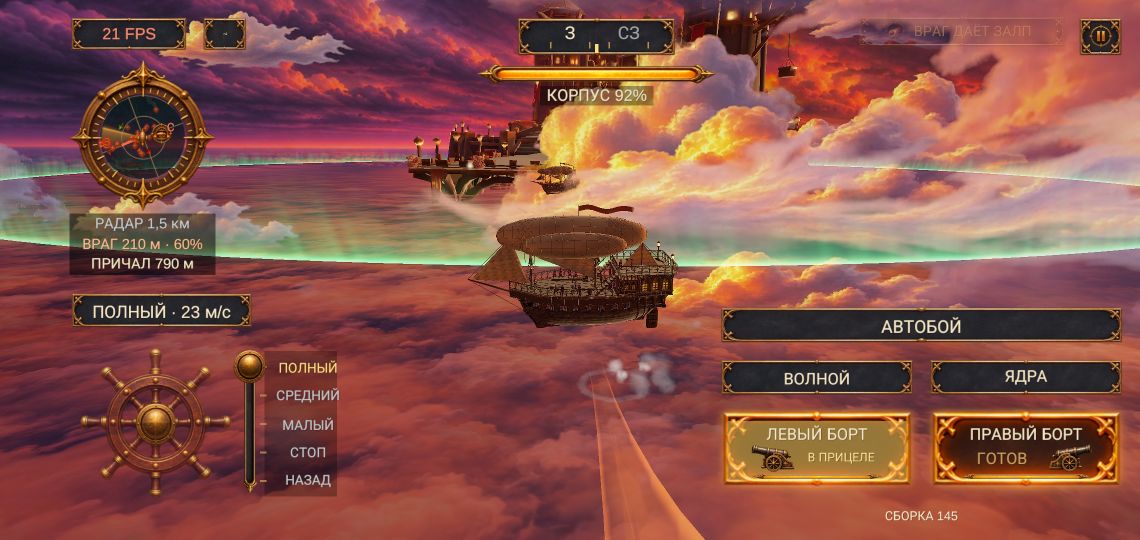 21 FPS
~
З СЗ
ВРАГ ДАЁТ ЗАЛП
КОРПУС 92%
РАДАР 1,5 км
ВРАГ 210 м · 60%
ПРИЧАЛ 790 м
ПОЛНЫЙ · 23 м/с
ПОЛНЫЙ
СРЕДНИЙ
МАЛЫЙ
СТОП
НАЗАД
АВТОБОЙ
ВОЛНОЙ
ЯДРА
ЛЕВЫЙ БОРТ
В ПРИЦЕЛЕ
ПРАВЫЙ БОРТ
ГОТОВ
СБОРКА 145